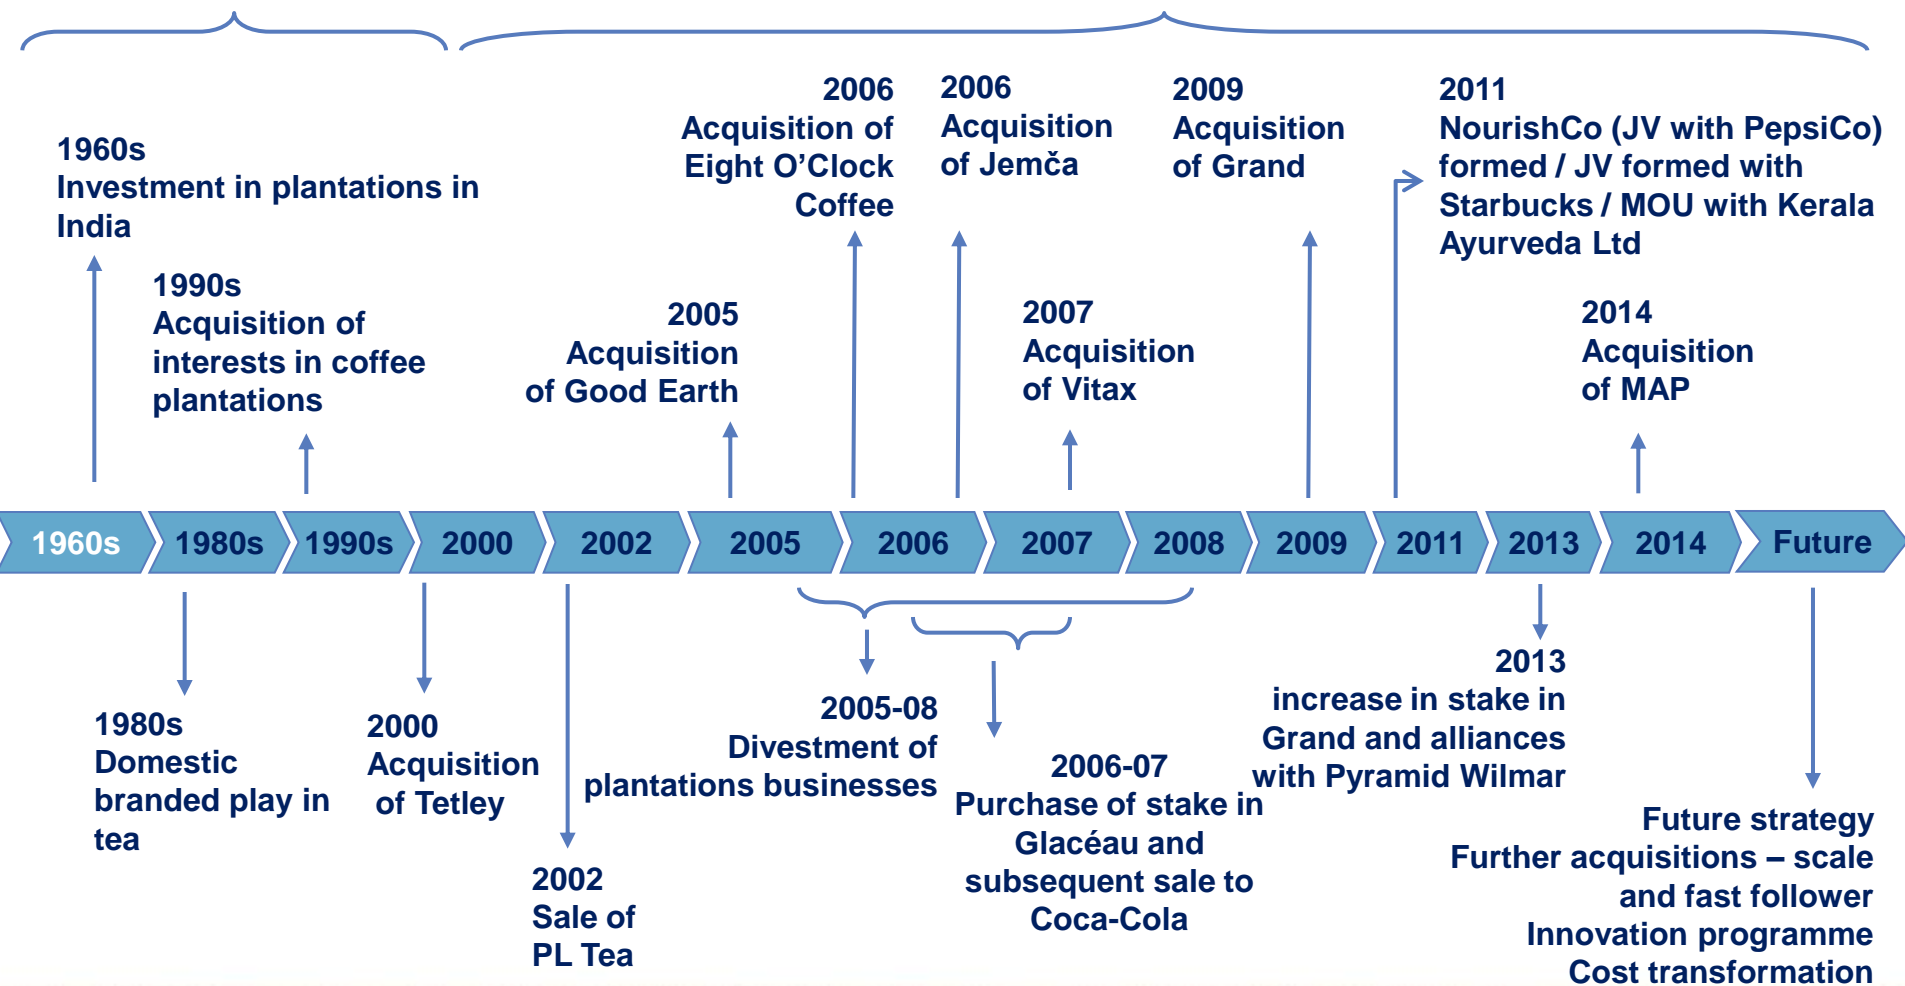 2006
Acquisition of
Eight O’Clock
Coffee
2006
Acquisition
of Jemča
2009
Acquisition
of Grand
2011
NourishCo (JV with PepsiCo)
formed / JV formed with
Starbucks / MOU with Kerala
Ayurveda Ltd
1960s
Investment in plantations in
India
1990s
Acquisition of
interests in coffee
plantations
2005
Acquisition
of Good Earth
2007
Acquisition
of Vitax
2014
Acquisition
of MAP
1960s
1980s
1990s
2000
2002
2005
2006
2007
2008
2009
2011
2013
2014
Future
1980s
Domestic
branded play in
tea
2000
Acquisition
of Tetley
2002
Sale of
PL Tea
2005-08
Divestment of
plantations businesses
2006-07
Purchase of stake in
Glacéau and
subsequent sale to
Coca-Cola
2013
increase in stake in
Grand and alliances
with Pyramid Wilmar
Future strategy
Further acquisitions – scale
and fast follower
Innovation programme
Cost transformation